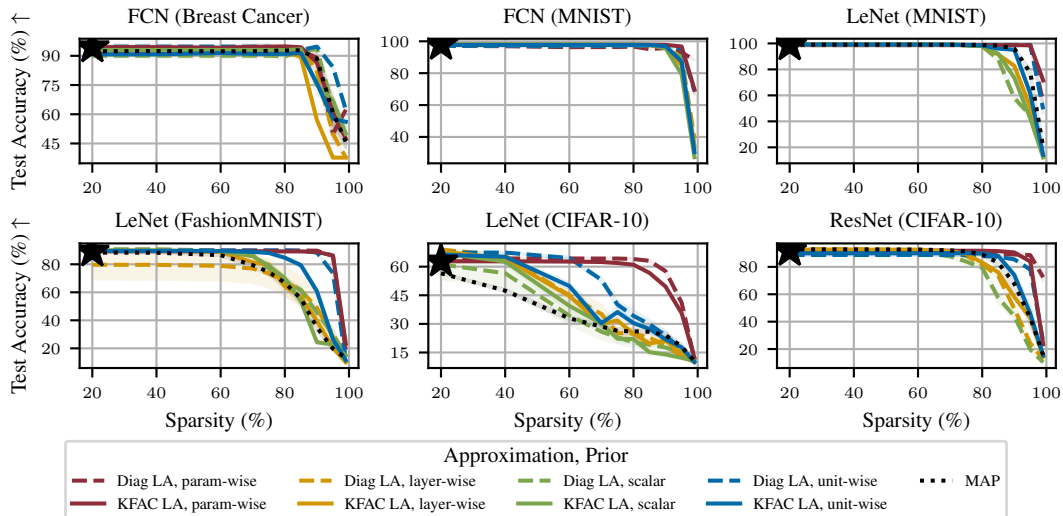 FCN (Breast Cancer)
FCN (MNIST)
LeNet (MNIST)
Test Accuracy (%) ↑
90
75
60
45
20 40 60 80 100
100
80
60
40
20 40 60 80 100
100
80
60
40
20
20 40 60 80 100
LeNet (FashionMNIST)
LeNet (CIFAR-10)
ResNet (CIFAR-10)
Test Accuracy (%) ↑
80
60
40
20
20 40 60 80 100
Sparsity (%)
60
45
30
15
20 40 60 80 100
Sparsity (%)
80
60
40
20
20 40 60 80 100
Sparsity (%)
Approximation, Prior
Diag LA, param-wise Diag LA, layer-wise Diag LA, scalar Diag LA, unit-wise MAP
KFAC LA, param-wise KFAC LA, layer-wise KFAC LA, scalar KFAC LA, unit-wise